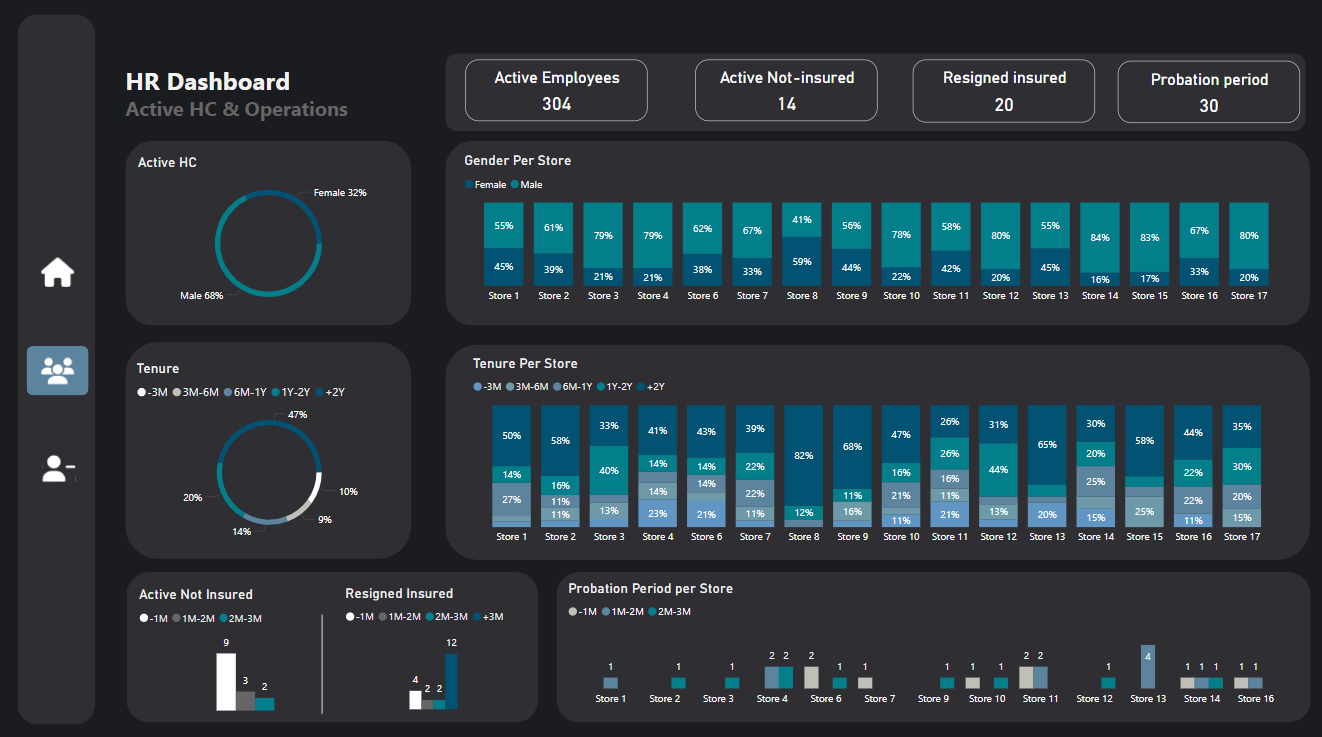 HR Dashboard
Active HC & Operations
Active Employees
304
Active Not-insured
14
Resigned insured
20
Probation period
30
Active HC
Female 32%
Male 68%
Gender Per Store
Female Male
55% 61% 79% 79% 62% 67% 41% 56% 78% 58% 80% 55% 84% 83% 67% 80%
45% 39% 21% 21% 38% 33% 59% 44% 22% 42% 20% 45% 16% 17% 33% 20%
Store 1 Store 2 Store 3 Store 4 Store 6 Store 7 Store 8 Store 9 Store 10 Store 11 Store 12 Store 13 Store 14 Store 15 Store 16 Store 17
Tenure
-3M 3M-6M 6M-1Y 1Y-2Y +2Y
47%
10%
20%
9%
14%
Tenure Per Store
-3M 3M-6M 6M-1Y 1Y-2Y +2Y
50% 14% 27%
58% 16% 11% 11%
33% 40% 13%
41% 14% 14% 23%
43% 14% 14% 21%
39% 22% 22% 11%
82% 12%
68% 11% 16%
47% 16% 21% 11%
26% 26% 16% 11% 21%
31% 44% 13%
65% 20%
30% 20% 25% 15%
58% 25%
44% 22% 22% 11%
35% 30% 20% 15%
Store 1 Store 2 Store 3 Store 4 Store 6 Store 7 Store 8 Store 9 Store 10 Store 11 Store 12 Store 13 Store 14 Store 15 Store 16 Store 17
Active Not Insured
-1M 1M-2M 2M-3M
9
3
2
Resigned Insured
-1M 1M-2M 2M-3M +3M
12
4
2 2
Probation Period per Store
-1M 1M-2M 2M-3M
1 1 1 2 2 2 1 1 1 1 1 2 2 1 4 1 1 1 1 1
Store 1 Store 2 Store 3 Store 4 Store 6 Store 7 Store 9 Store 10 Store 11 Store 12 Store 13 Store 14 Store 16